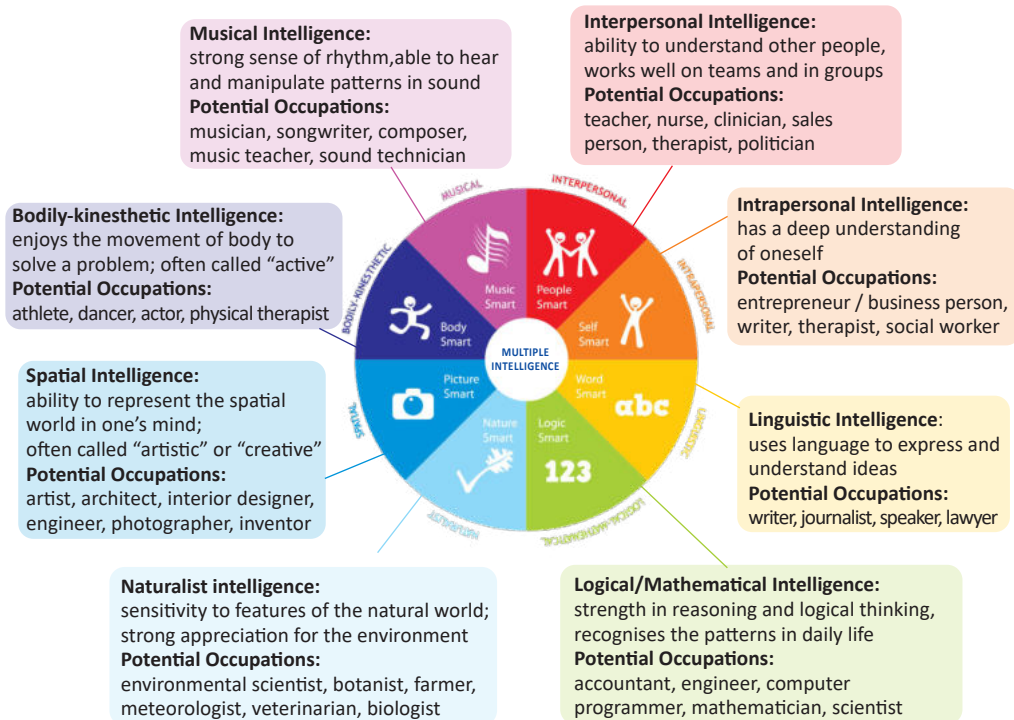 Musical Intelligence:
strong sense of rhythm,able to hear
and manipulate patterns in sound
Potential Occupations:
musician, songwriter, composer,
music teacher, sound technician
Interpersonal Intelligence:
ability to understand other people,
works well on teams and in groups
Potential Occupations:
teacher, nurse, clinician, sales
person, therapist, politician
Bodily-kinesthetic Intelligence:
enjoys the movement of body to
solve a problem; often called “active”
Potential Occupations:
athlete, dancer, actor, physical therapist
Intrapersonal Intelligence:
has a deep understanding
of oneself
Potential Occupations:
entrepreneur / business person,
writer, therapist, social worker
Spatial Intelligence:
ability to represent the spatial
world in one’s mind;
often called “artistic” or “creative”
Potential Occupations:
artist, architect, interior designer,
engineer, photographer, inventor
Linguistic Intelligence:
uses language to express and
understand ideas
Potential Occupations:
writer, journalist, speaker, lawyer
Naturalist intelligence:
sensitivity to features of the natural world;
strong appreciation for the environment
Potential Occupations:
environmental scientist, botanist, farmer,
meteorologist, veterinarian, biologist
Logical/Mathematical Intelligence:
strength in reasoning and logical thinking,
recognises the patterns in daily life
Potential Occupations:
accountant, engineer, computer
programmer, mathematician, scientist
MUSICAL
INTERPERSONAL
INTRAPERSONAL
LINGUISTIC
LOGICAL-MATHEMATICAL
NATURALIST
SPATIAL
BODILY-KINESTHETIC
Music
Smart
People
Smart
Self
Smart
Word
Smart
abc
Logic
Smart
123
Nature
Smart
Picture
Smart
Body
Smart
MULTIPLE
INTELLIGENCE